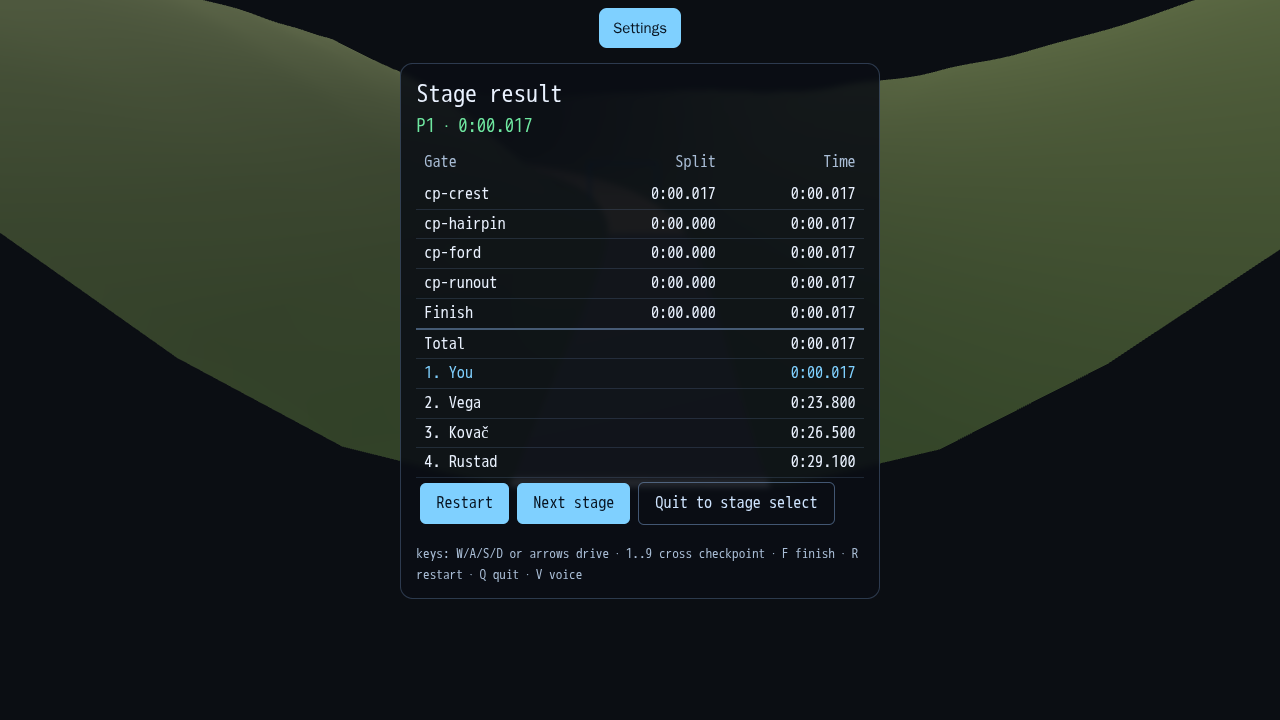 Settings
Stage result
P1 · 0:00.017
Gate Split Time
cp-crest 0:00.017 0:00.017
cp-hairpin 0:00.000 0:00.017
cp-ford 0:00.000 0:00.017
cp-runout 0:00.000 0:00.017
Finish 0:00.000 0:00.017
Total 0:00.017
1. You 0:00.017
2. Vega 0:23.800
3. Kovač 0:26.500
4. Rustad 0:29.100
Restart Next stage Quit to stage select
keys: W/A/S/D or arrows drive · 1..9 cross checkpoint · F finish · R
restart · Q quit · V voice